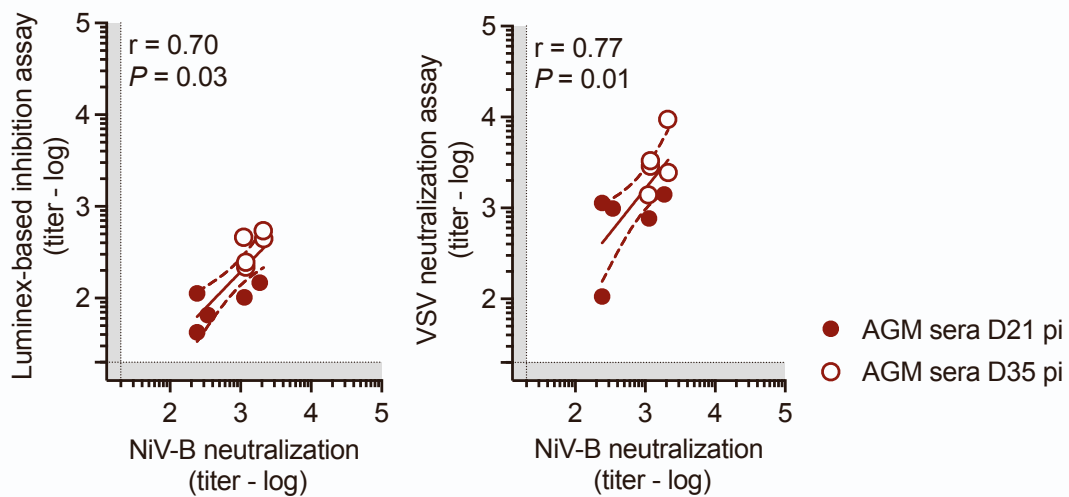 Luminex-based inhibition assay
(titer - log)
5
4
3
2
r = 0.70
P = 0.03
2 3 4 5
NiV-B neutralization
(titer - log)
VSV neutralization assay
(titer - log)
5
4
3
2
r = 0.77
P = 0.01
2 3 4 5
NiV-B neutralization
(titer - log)
AGM sera D21 pi
AGM sera D35 pi